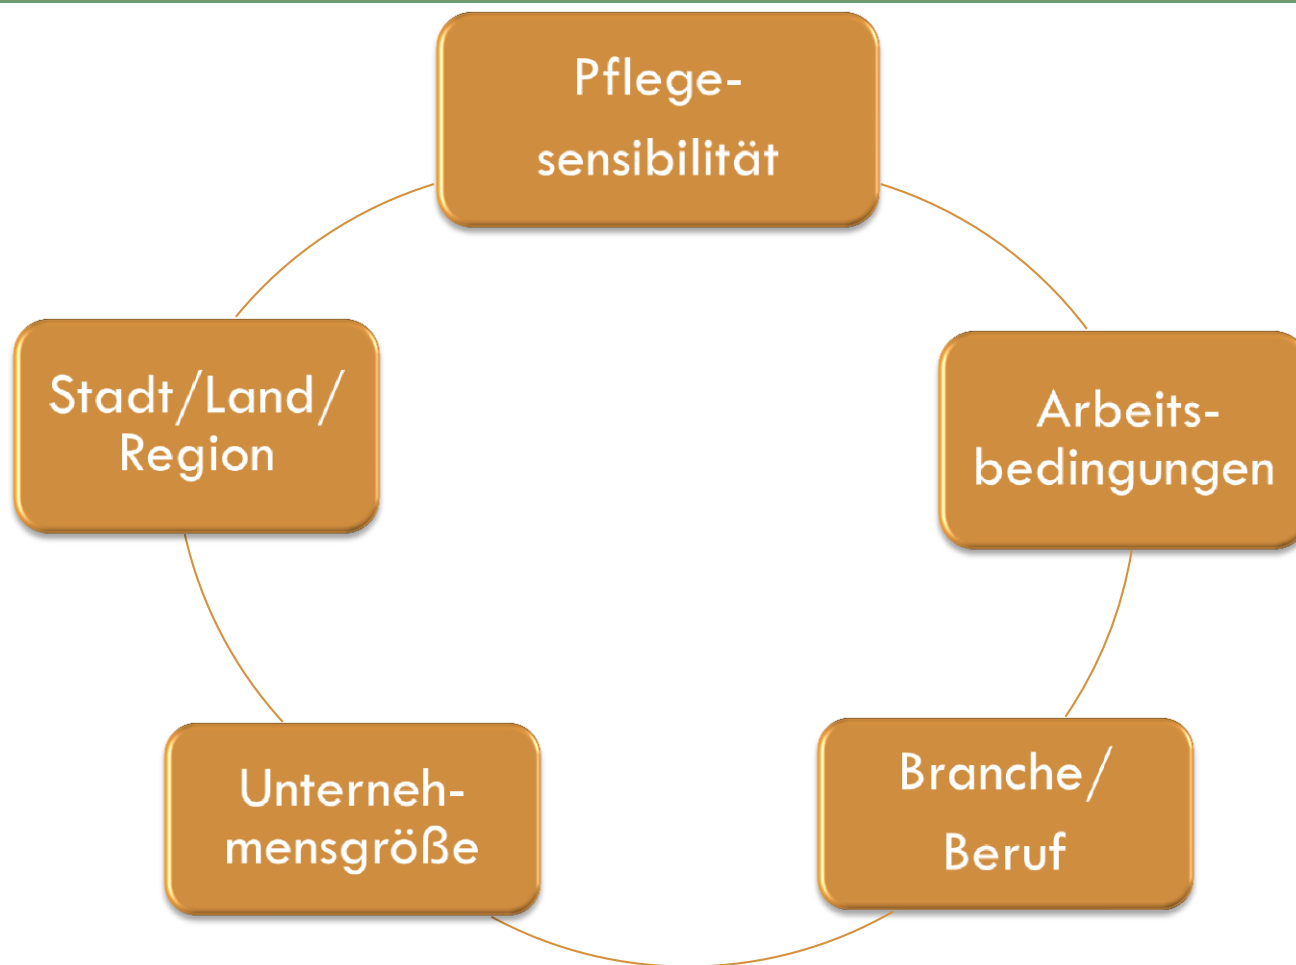 Pflege-
sensibilität
Stadt/Land/
Region
Arbeits-
bedingungen
Unterneh-
mensgröße
Branche/
Beruf